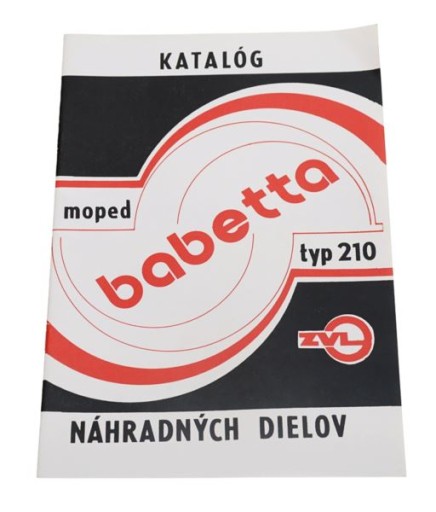 KATALÓG
moped
babetta
typ 210
ZVL
NÁHRADNÝCH DIELOV